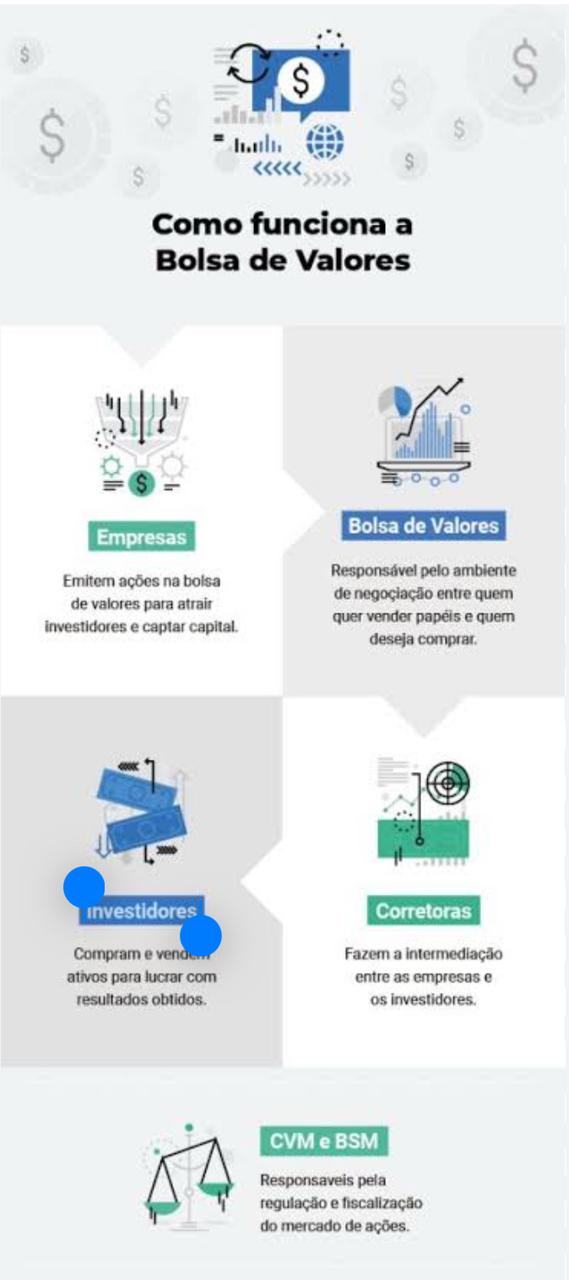 Como funciona a
Bolsa de Valores
Empresas
Emitem ações na bolsa
de valores para atrair
investidores e captar capital.
Bolsa de Valores
Responsável pelo ambiente
de negoçiação entre quem
quer vender papéis e quem
deseja comprar.
Corretoras
Fazem a intermediação
entre as empresas e
os investidores.
Investidores
Compram e vendem
ativos para lucrar com
resultados obtidos.
CVM e BSM
Responsaveis pela
regulação e fiscalização
do mercado de ações.